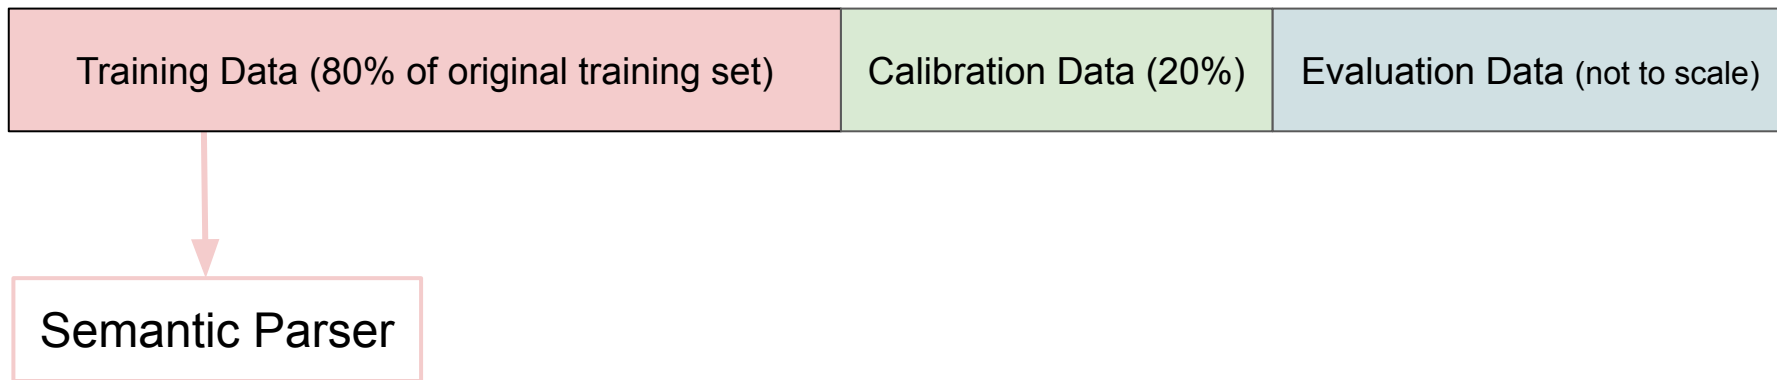 Training Data (80% of original training set)
Calibration Data (20%)
Evaluation Data (not to scale)
Semantic Parser